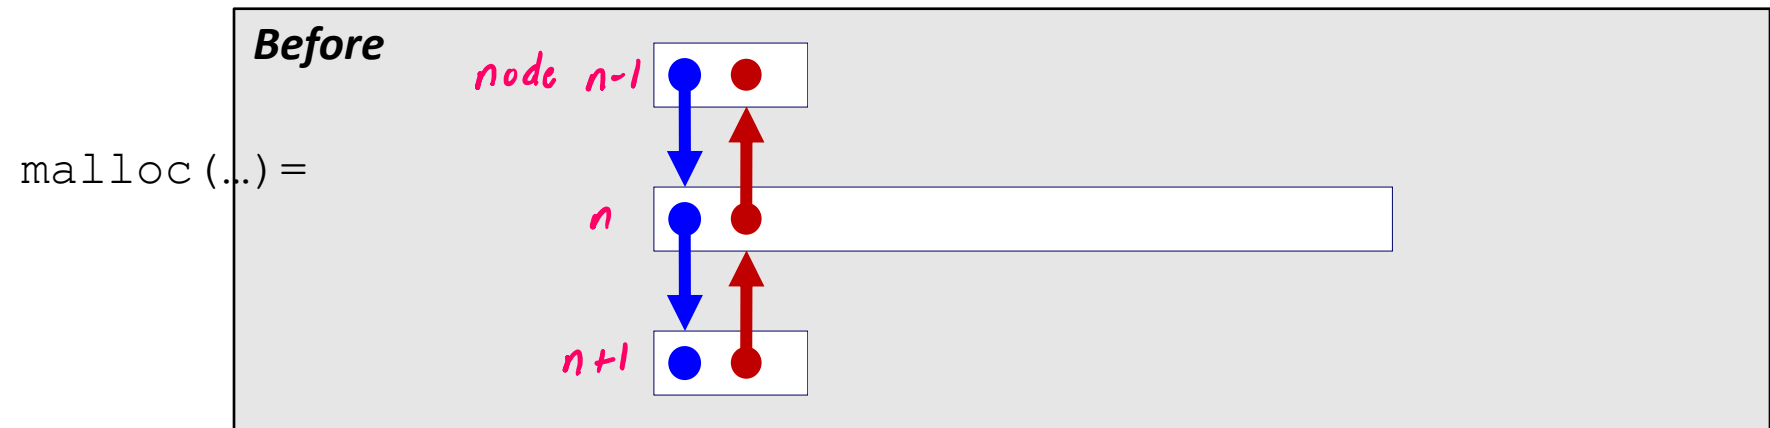 Before
node n-1
malloc(…)=
n
n+1